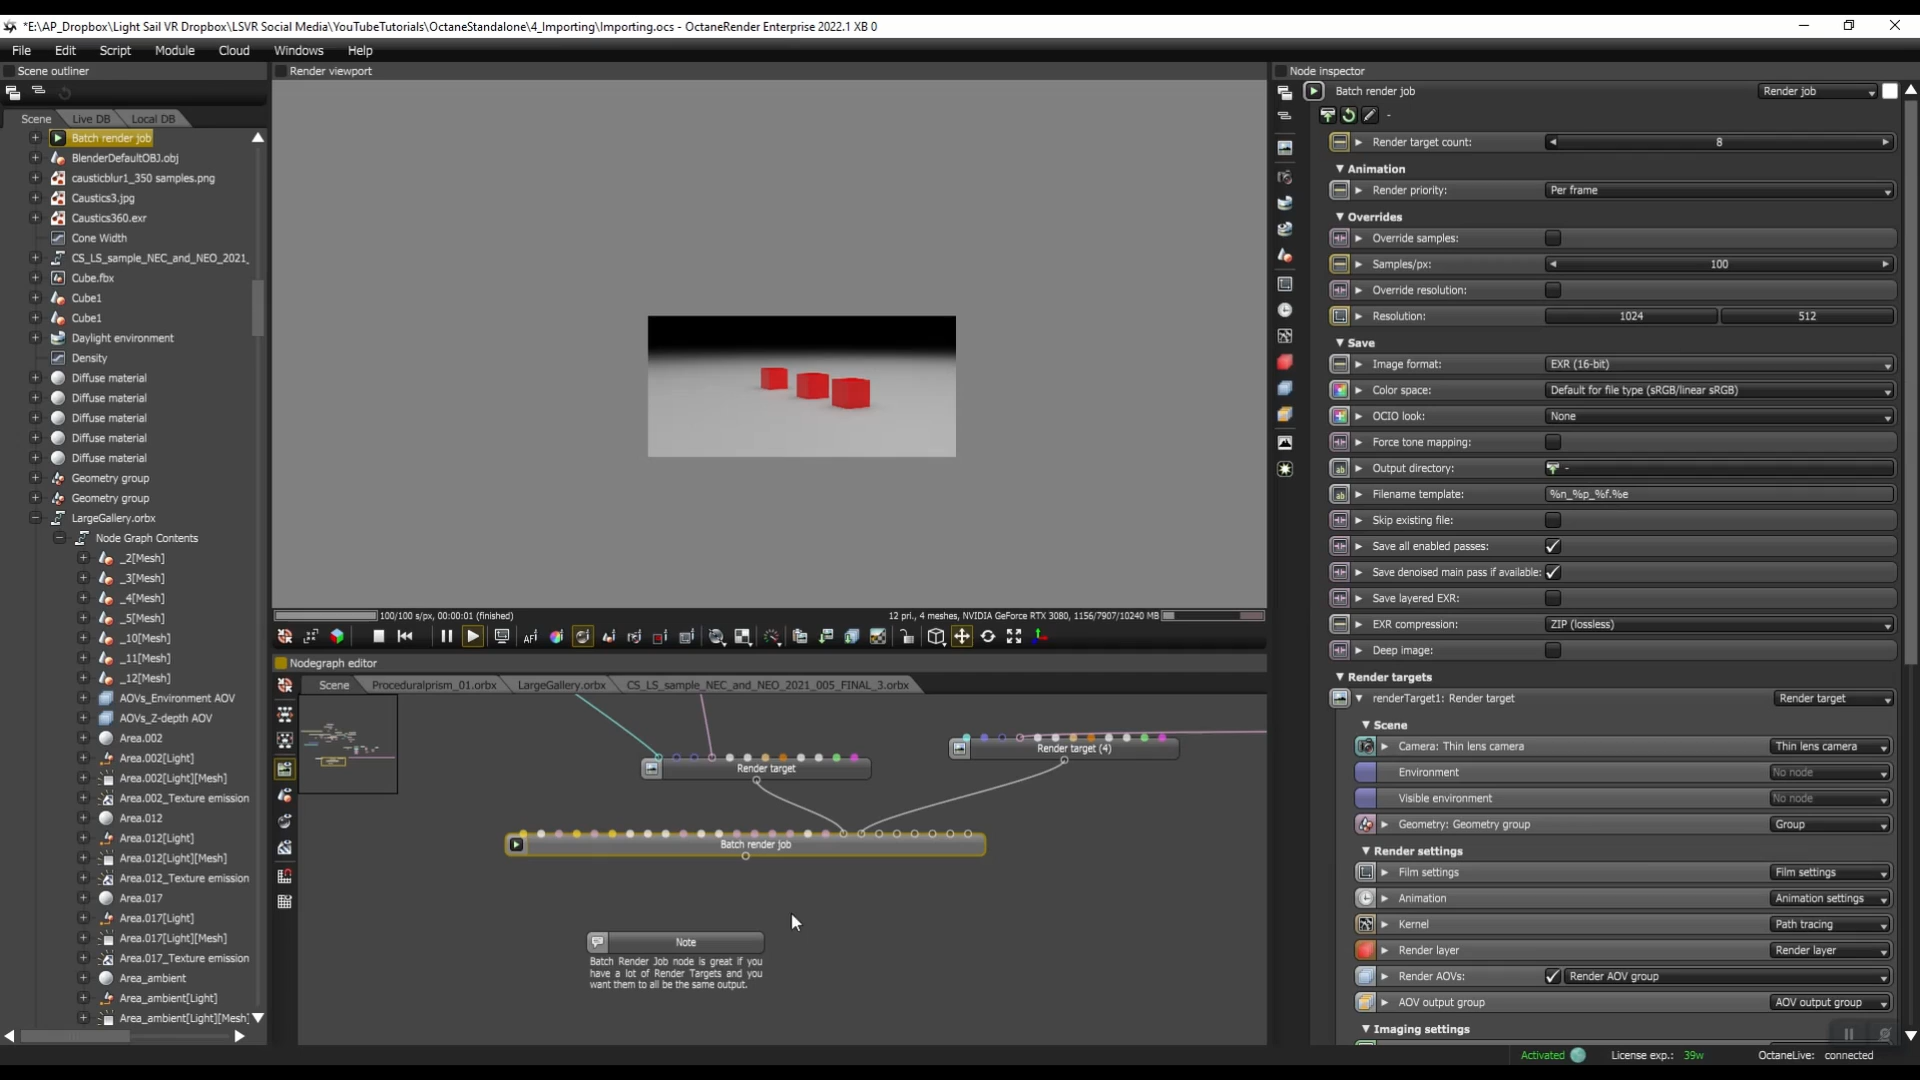 *E:\AP_Dropbox\Light Sail VR Dropbox\LSVR Social Media\YouTubeTutorials\OctaneStandalone\4_Importing\Importing.ocs - OctaneRender Enterprise 2022.1 XB 0
File Edit Script Module Cloud Windows Help
Scene outliner
Render viewport
Node inspector
Scene Live DB Local DB
Batch render job
BlenderDefaultOBJ.obj
causticblur1_350 samples.png
Caustics3.jpg
Caustics360.exr
Cone Width
CS_LS_sample_NEC_and_NEO_2021_
Cube.fbx
Cube1
Cube1
Daylight environment
Density
Diffuse material
Diffuse material
Diffuse material
Diffuse material
Diffuse material
Geometry group
Geometry group
LargeGallery.orbx
Node Graph Contents
_2[Mesh]
_3[Mesh]
_4[Mesh]
_5[Mesh]
_10[Mesh]
_11[Mesh]
_12[Mesh]
AOVs_Environment AOV
AOVs_Z-depth AOV
Area.002
Area.002[Light]
Area.002[Light][Mesh]
Area.002_Texture emission
Area.012
Area.012[Light]
Area.012[Light][Mesh]
Area.012_Texture emission
Area.017
Area.017[Light]
Area.017[Light][Mesh]
Area.017_Texture emission
Area_ambient
Area_ambient[Light]
Area_ambient[Light][Mesh]
100/100 s/px, 00:00:01 (finished)
12 pri., 4 meshes, NVIDIA GeForce RTX 3080, 1156/7907/10240 MB
AF
Nodegraph editor
Scene Proceduralprism_01.orbx LargeGallery.orbx CS_LS_sample_NEC_and_NEO_2021_005_FINAL_3.orbx
Render target
Render target (4)
Batch render job
Note
Batch Render Job node is great if you
have a lot of Render Targets and you
want them to all be the same output.
Batch render job Render job
-
Render target count: 8
Animation
Render priority: Per frame
Overrides
Override samples:
Samples/px: 100
Override resolution:
Resolution: 1024 512
Save
Image format: EXR (16-bit)
Color space: Default for file type (sRGB/linear sRGB)
OCIO look: None
Force tone mapping:
Output directory: -
Filename template: %n_%p_%f.%e
Skip existing file:
Save all enabled passes:
Save denoised main pass if available:
Save layered EXR:
EXR compression: ZIP (lossless)
Deep image:
Render targets
renderTarget1: Render target Render target
Scene
Camera: Thin lens camera Thin lens camera
Environment No node
Visible environment No node
Geometry: Geometry group Group
Render settings
Film settings Film settings
Animation Animation settings
Kernel Path tracing
Render layer Render layer
Render AOVs: Render AOV group
AOV output group AOV output group
Imaging settings
Activated License exp.: 39w OctaneLive: connected